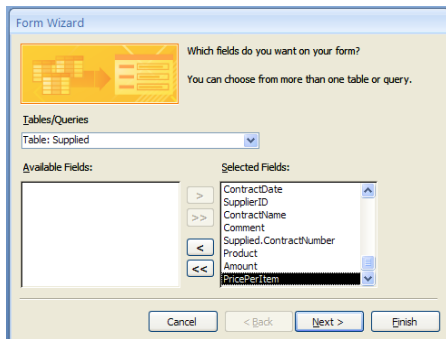 Form Wizard
Which fields do you want on your form?
You can choose from more than one table or query.
Tables/Queries
Table: Supplied
Available Fields:
Selected Fields:
ContractDate
SupplierID
ContractName
Comment
Supplied.ContractNumber
Product
Amount
PricePerItem
>
>>
<
<<
Cancel
< Back
Next >
Finish